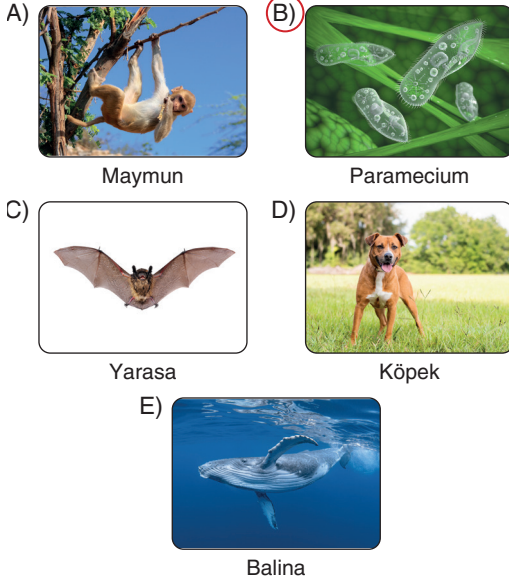 A)
B)
Maymun
Paramecium
C)
D)
Yarasa
Köpek
E)
Balina